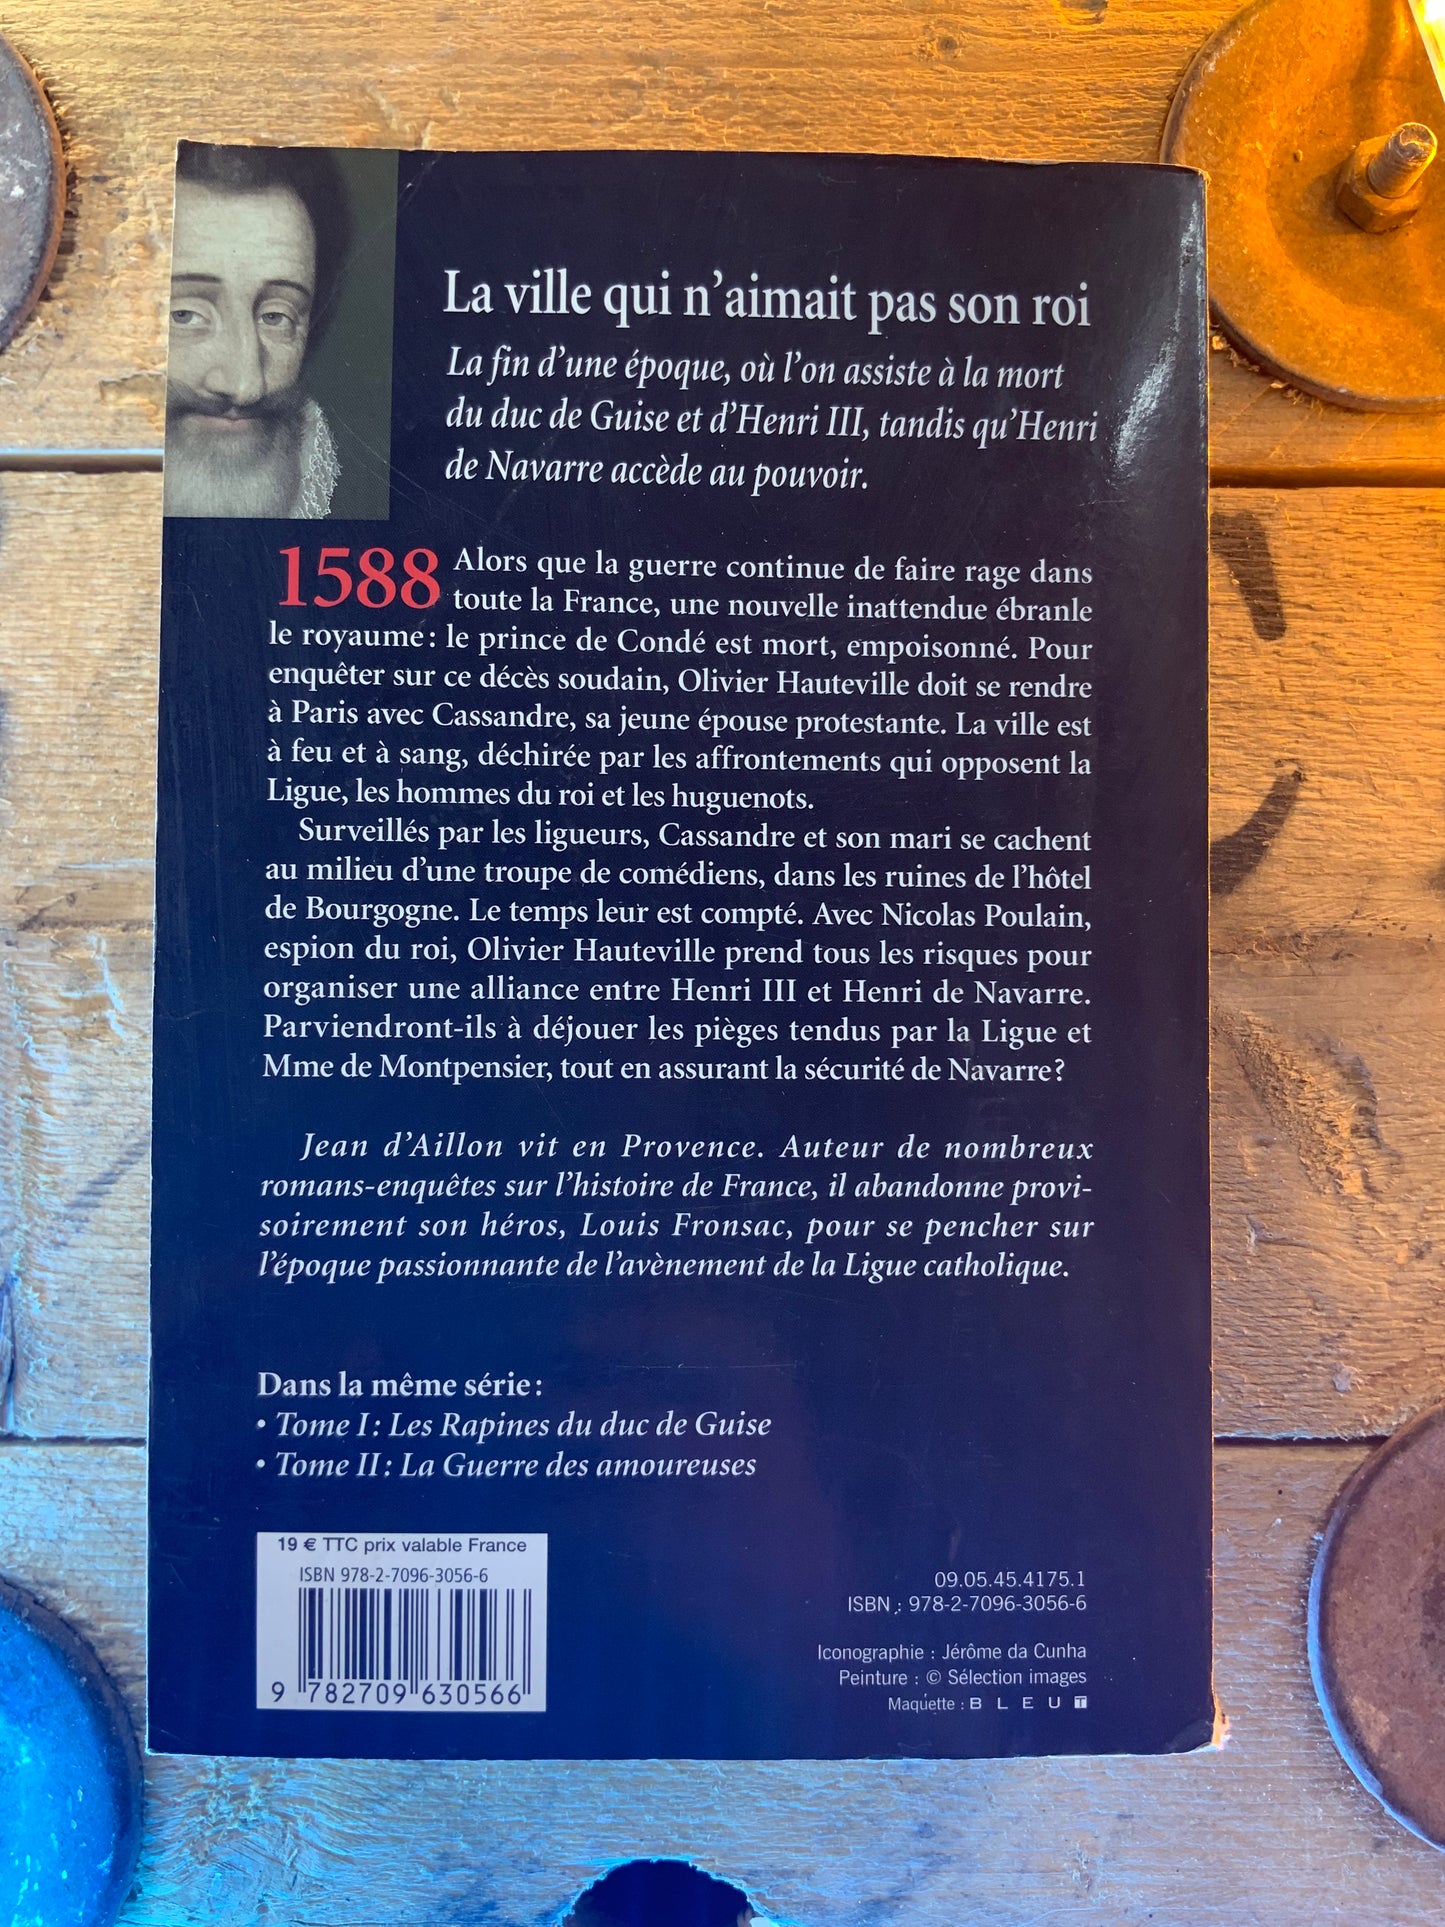 La ville qui n'aimait pas son roi
La fin d'une époque, où l'on assiste à la mort
du duc de Guise et d'Henri III, tandis qu'Henri
de Navarre accède au pouvoir.
1588 Alors que la guerre continue de faire rage dans
toute la France, une nouvelle inattendue ébranle
le royaume : le prince de Condé est mort, empoisonné. Pour
enquêter sur ce décès soudain, Olivier Hauteville doit se rendre
à Paris avec Cassandre, sa jeune épouse protestante. La ville est
à feu et à sang, déchirée par les affrontements qui opposent la
Ligue, les hommes du roi et les huguenots.
Surveillés par les ligueurs, Cassandre et son mari se cachent
au milieu d'une troupe de comédiens, dans les ruines de l'hôtel
de Bourgogne. Le temps leur est compté. Avec Nicolas Poulain,
espion du roi, Olivier Hauteville prend tous les risques pour
organiser une alliance entre Henri III et Henri de Navarre.
Parviendront-ils à déjouer les pièges tendus par la Ligue et
Mme de Montpensier, tout en assurant la sécurité de Navarre ?
Jean d'Aillon vit en Provence. Auteur de nombreux
romans-enquêtes sur l'histoire de France, il abandonne provi-
soirement son héros, Louis Fronsac, pour se pencher sur
l'époque passionnante de l'avènement de la Ligue catholique.
Dans la même série :
• Tome I : Les Rapines du duc de Guise
• Tome II : La Guerre des amoureuses
19 € TTC prix valable France
ISBN 978-2-7096-3056-6
9 782709 630566
09.05.45.4175.1
ISBN : 978-2-7096-3056-6
Iconographie : Jérôme da Cunha
Peinture : © Sélection images
Maquette : BLEU T